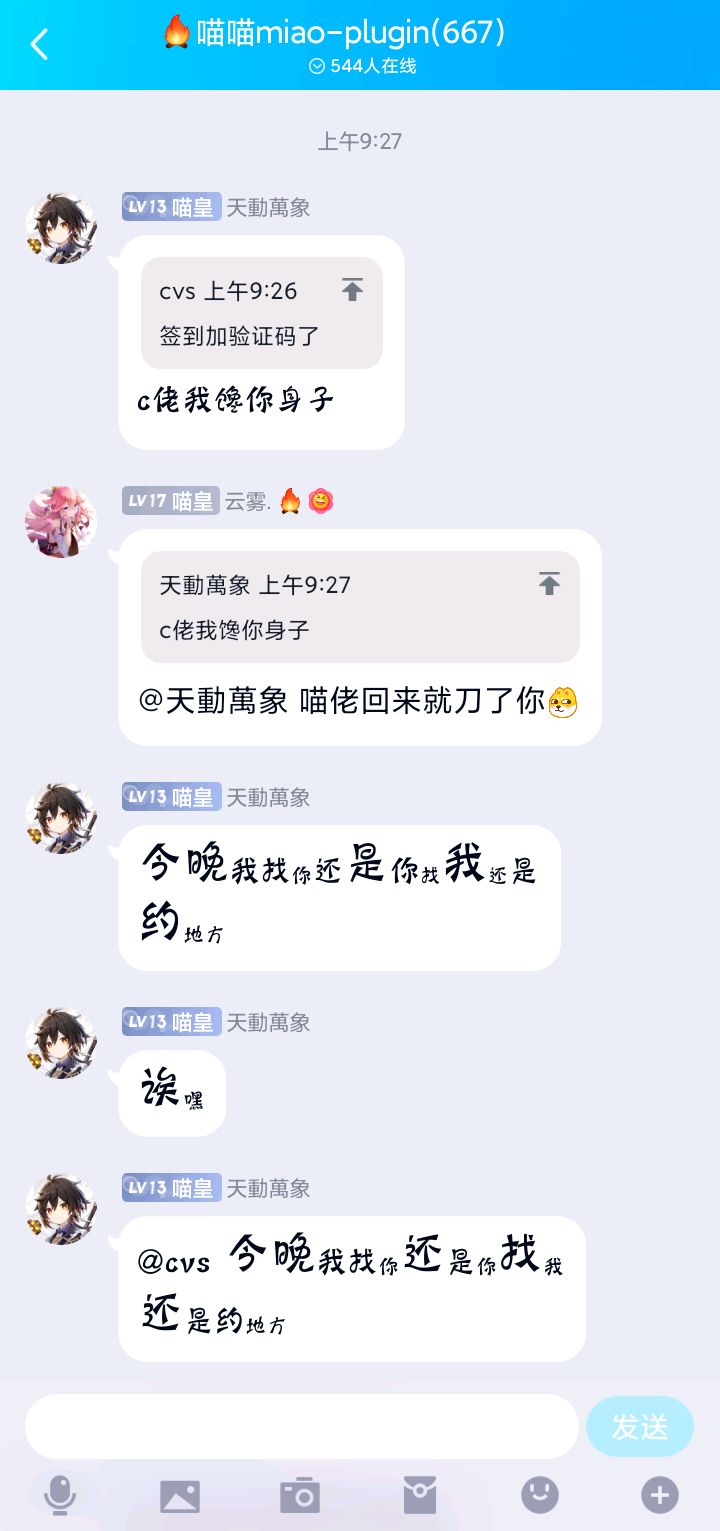 🔥喵喵miao-plugin(667)
544人在线
上午9:27
LV13 喵皇 天動萬象
cvs 上午9:26
签到加验证码了
c佬我馋你身子
LV17 喵皇 云雾.🔥
天動萬象 上午9:27
c佬我馋你身子
@天動萬象 喵佬回来就刀了你
LV13 喵皇 天動萬象
今晚我找你还是你找我还是
约地方
LV13 喵皇 天動萬象
诶嘿
LV13 喵皇 天動萬象
@cvs 今晚我找你还是你找我
还是约地方
发送